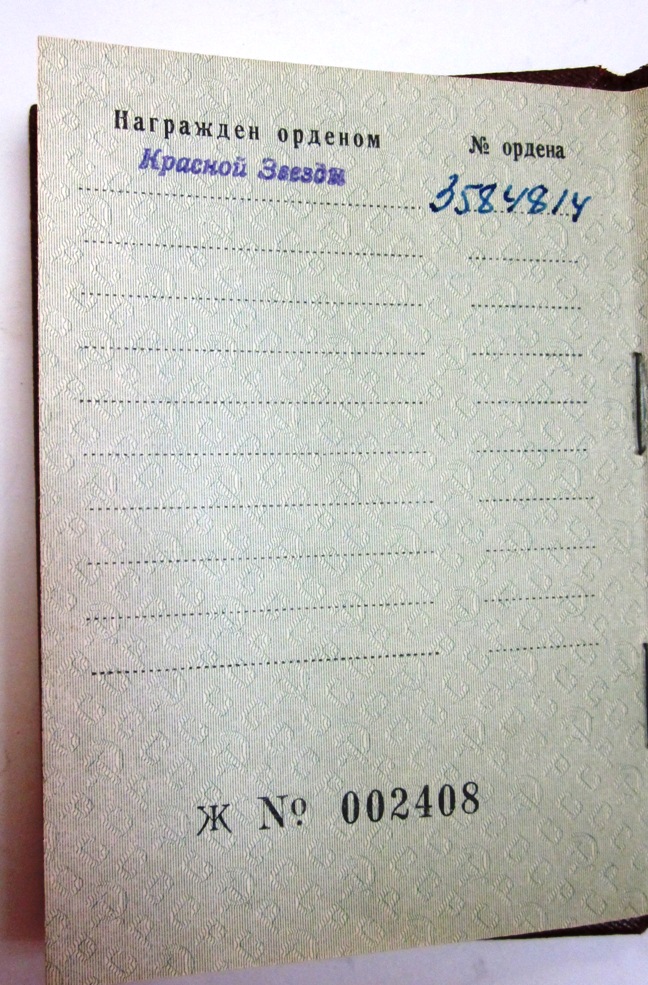 Награжден орденом № ордена
Красной Звезды 3584814
Ж № 002408